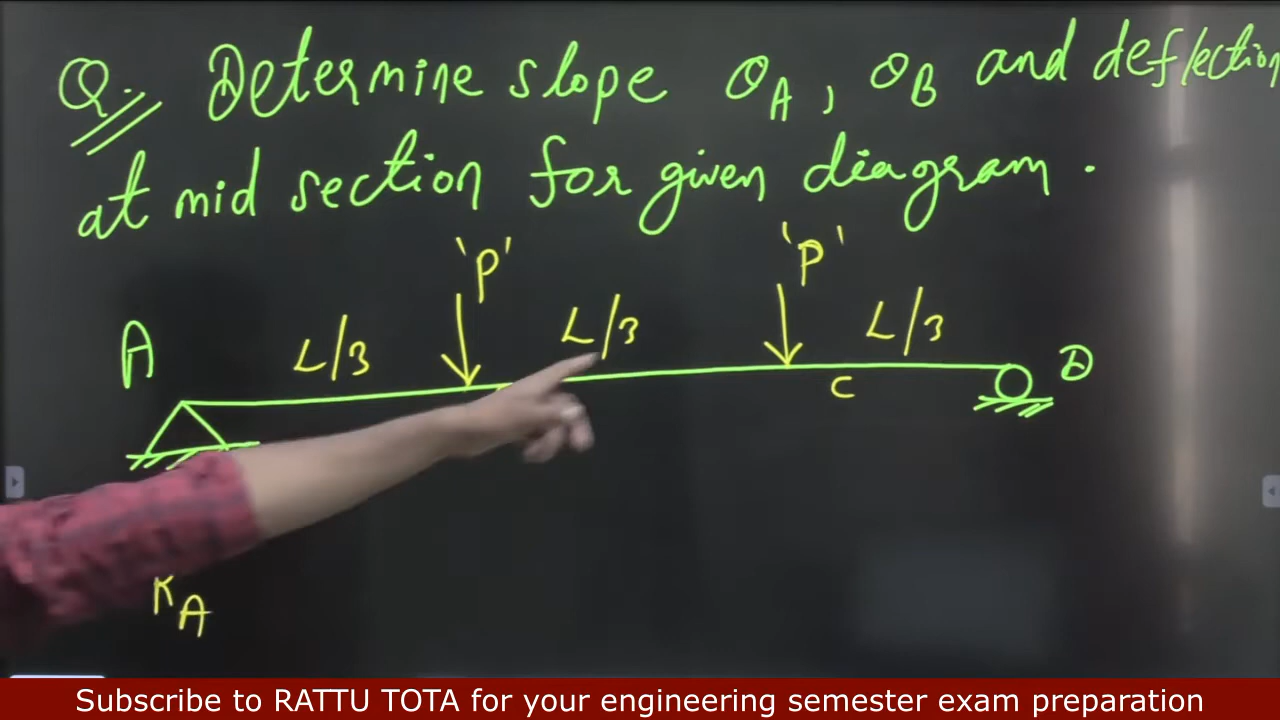 Q. Determine slope θA, θB and deflection
at mid section for given diagram.
'P' 'P'
A L/3 L/3 L/3 D
C
RA
Subscribe to RATTU TOTA for your engineering semester exam preparation